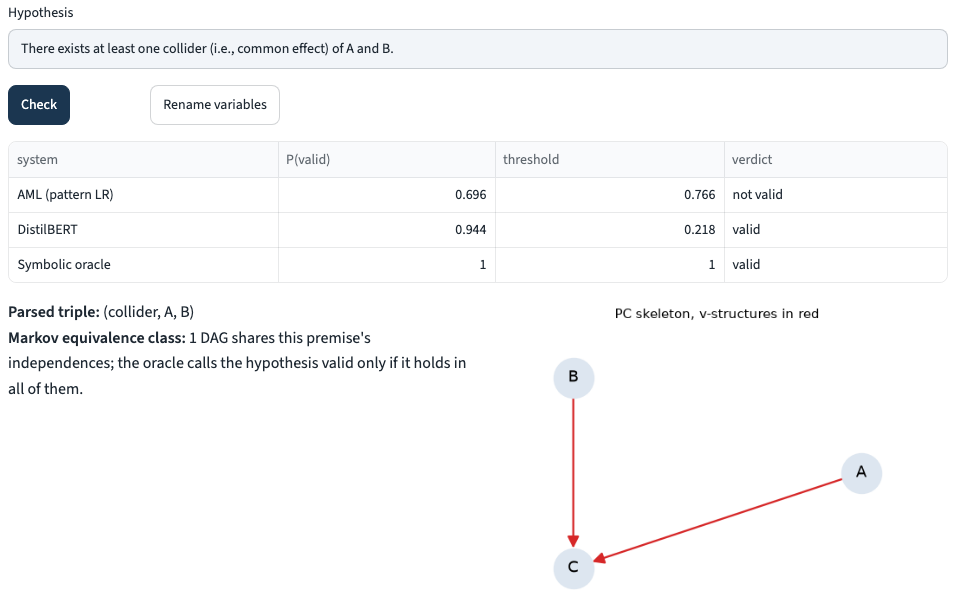 Hypothesis
There exists at least one collider (i.e., common effect) of A and B.
Check
Rename variables
system P(valid) threshold verdict
AML (pattern LR) 0.696 0.766 not valid
DistilBERT 0.944 0.218 valid
Symbolic oracle 1 1 valid
Parsed triple: (collider, A, B)
Markov equivalence class: 1 DAG shares this premise's
independences; the oracle calls the hypothesis valid only if it holds in
all of them.
PC skeleton, v-structures in red
B
A
C